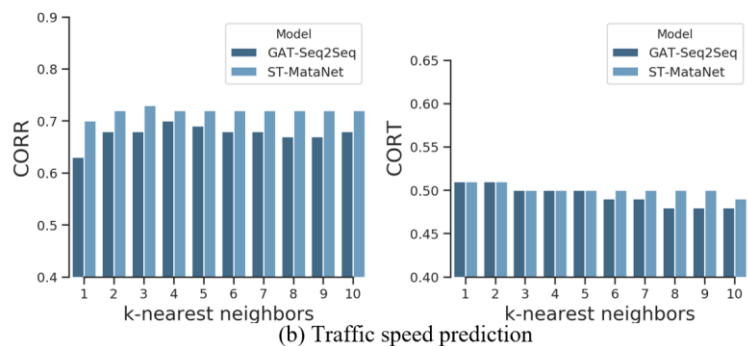 0.9
0.8
0.7
0.6
0.5
0.4
CORR
Model
GAT-Seq2Seq
ST-MataNet
1 2 3 4 5 6 7 8 9 10
k-nearest neighbors
0.65
0.60
0.55
0.50
0.45
0.40
CORT
Model
GAT-Seq2Seq
ST-MataNet
1 2 3 4 5 6 7 8 9 10
k-nearest neighbors
(b) Traffic speed prediction